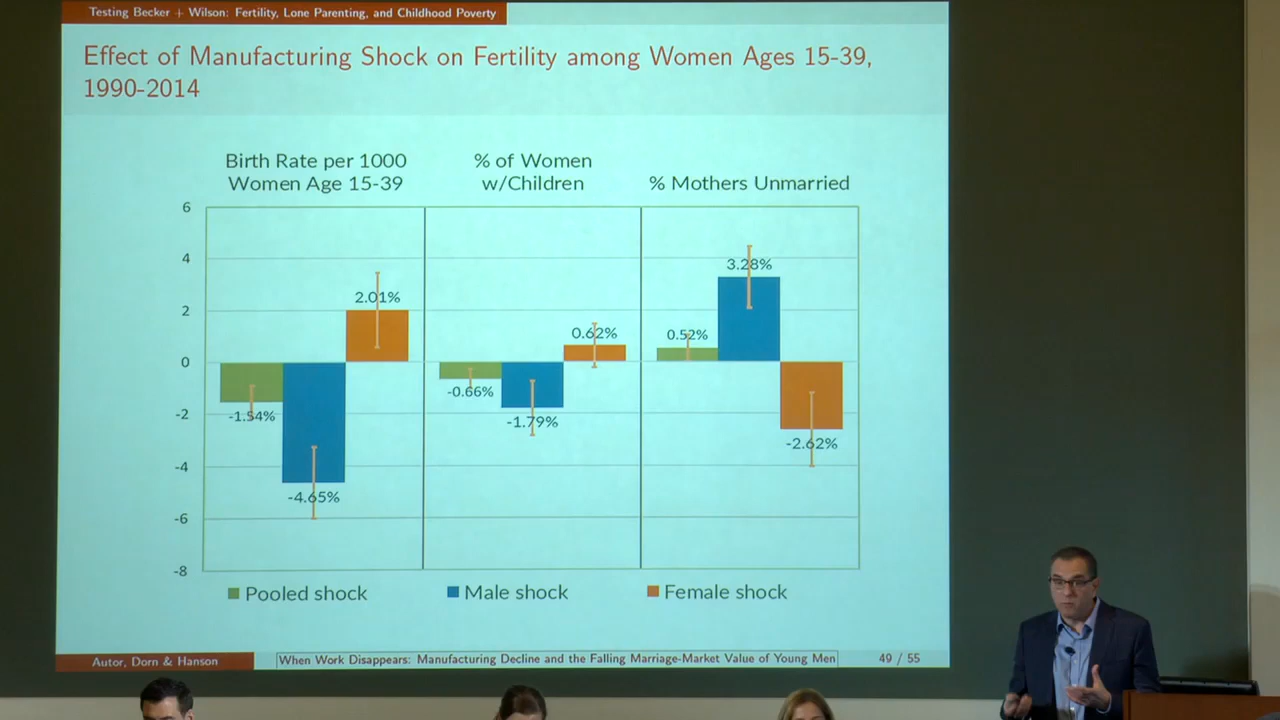 Testing Becker + Wilson: Fertility, Lone Parenting, and Childhood Poverty
Effect of Manufacturing Shock on Fertility among Women Ages 15-39,
1990-2014
Birth Rate per 1000
Women Age 15-39
% of Women
w/Children
% Mothers Unmarried
6
4
2
0
-2
-4
-6
-8
-1.54%
-4.65%
2.01%
-0.66%
-1.79%
0.62%
0.52%
3.28%
-2.62%
Pooled shock
Male shock
Female shock
Autor, Dorn & Hanson
When Work Disappears: Manufacturing Decline and the Falling Marriage-Market Value of Young Men
49 / 55